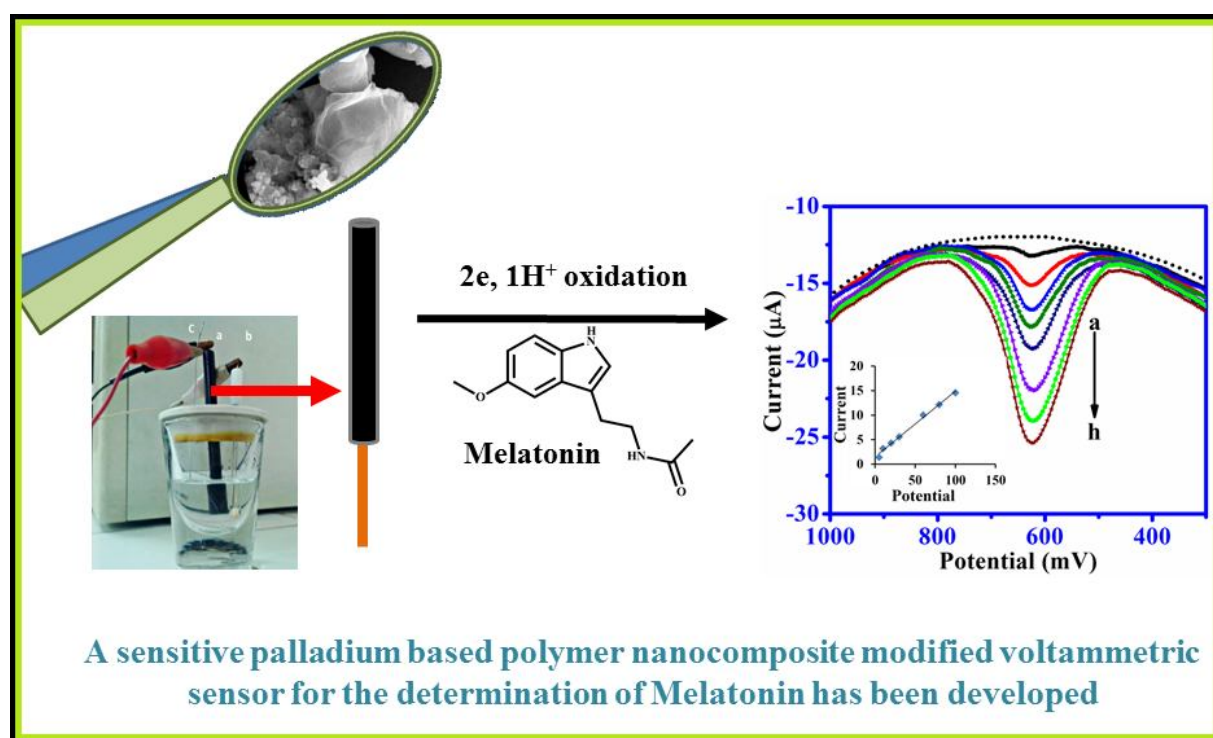 c
a
b
2e, 1H⁺ oxidation
H
N
O
HN
O
Melatonin
-10
-15
-20
-25
-30
Current (µA)
1000
800
600
400
Potential (mV)
a
h
20
15
10
5
0
Current
0
50
100
150
Potential
A sensitive palladium based polymer nanocomposite modified voltammetric
sensor for the determination of Melatonin has been developed